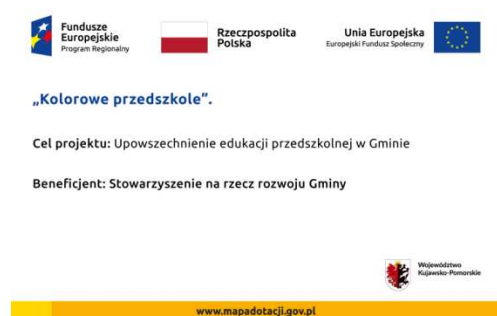 Fundusze
Europejskie
Program Regionalny
Rzeczpospolita
Polska
Unia Europejska
Europejski Fundusz Społeczny
„Kolorowe przedszkole”.
Cel projektu: Upowszechnienie edukacji przedszkolnej w Gminie
Beneficjent: Stowarzyszenie na rzecz rozwoju Gminy
Województwo
Kujawsko-Pomorskie
www.mapadotacji.gov.pl